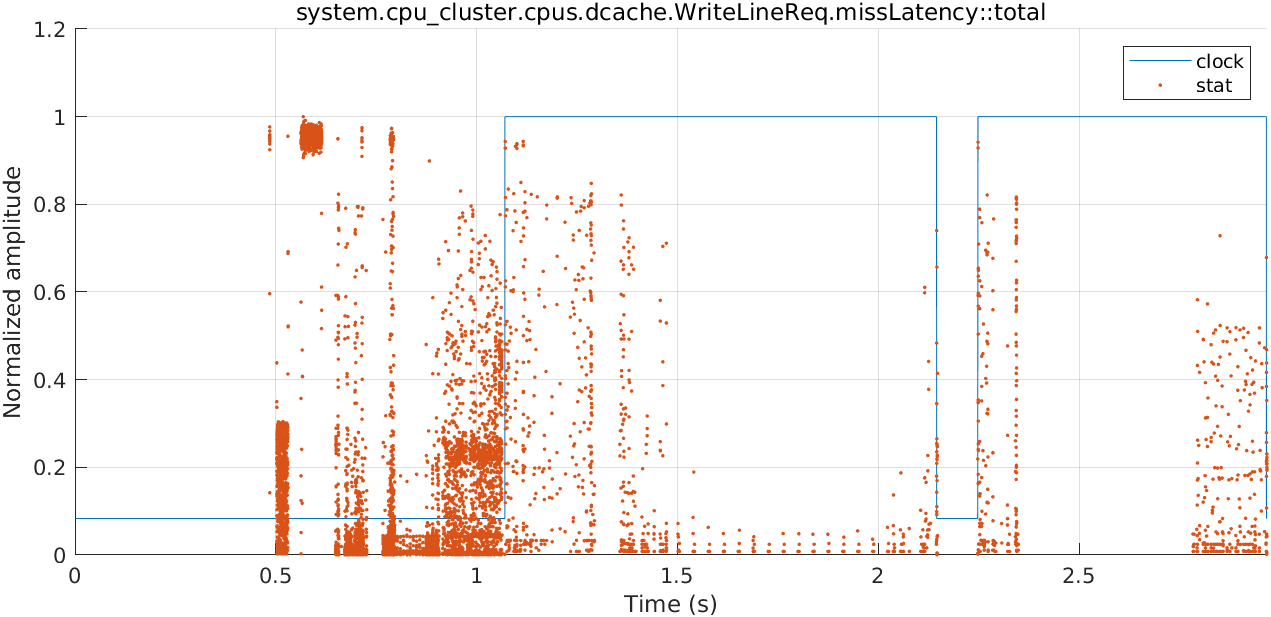 system.cpu_cluster.cpus.dcache.WriteLineReq.missLatency::total
1.2
1
0.8
0.6
0.4
0.2
0
Normalized amplitude
clock
stat
0
0.5
1
1.5
2
2.5
Time (s)